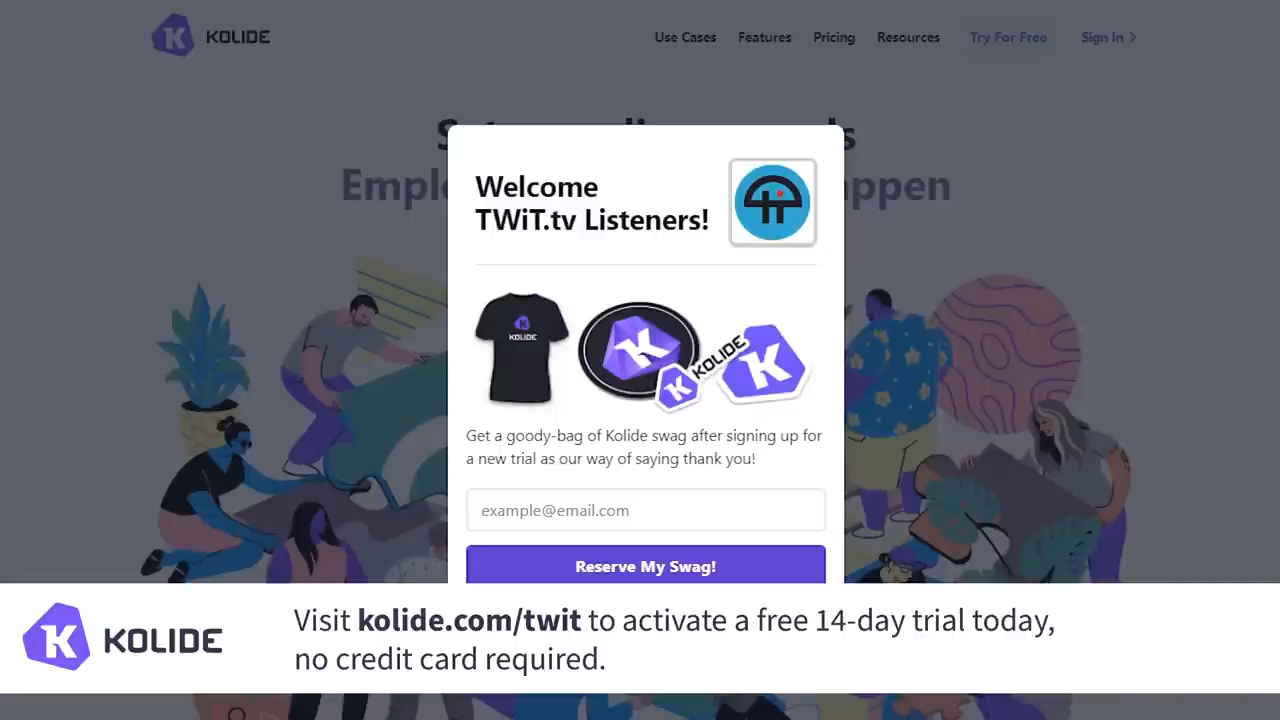 KOLIDE
Use Cases Features Pricing Resources Try For Free Sign In
Welcome
TWiT.tv Listeners!
KOLIDE
KOLIDE
Get a goody-bag of Kolide swag after signing up for
a new trial as our way of saying thank you!
example@email.com
Reserve My Swag!
KOLIDE
Visit kolide.com/twit to activate a free 14-day trial today,
no credit card required.